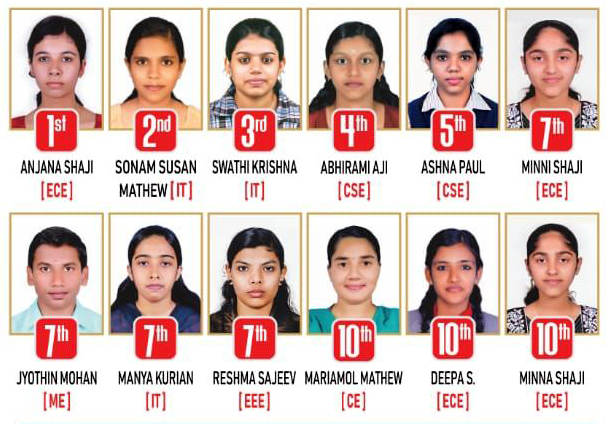 1st 2nd 3rd 4th 5th 7th
ANJANA SHAJI SONAM SUSAN SWATHI KRISHNA ABHIRAMI AJI ASHNA PAUL MINNI SHAJI
[ECE] MATHEW [IT] [IT] [CSE] [CSE] [ECE]
7th 7th 7th 10th 10th 10th
JYOTHIN MOHAN MANYA KURIAN RESHMA SAJEEV MARIAMOL MATHEW DEEPA S. MINNA SHAJI
[ME] [IT] [EEE] [CE] [ECE] [ECE]